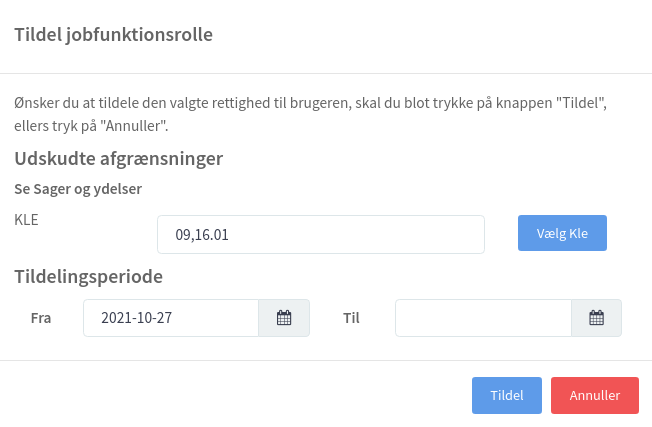 Tildel jobfunktionsrolle
Ønsker du at tildele den valgte rettighed til brugeren, skal du blot trykke på knappen "Tildel",
ellers tryk på "Annuller".
Udskudte afgrænsninger
Se Sager og ydelser
KLE
09,16.01
Vælg Kle
Tildelingsperiode
Fra 2021-10-27 Til
Tildel Annuller